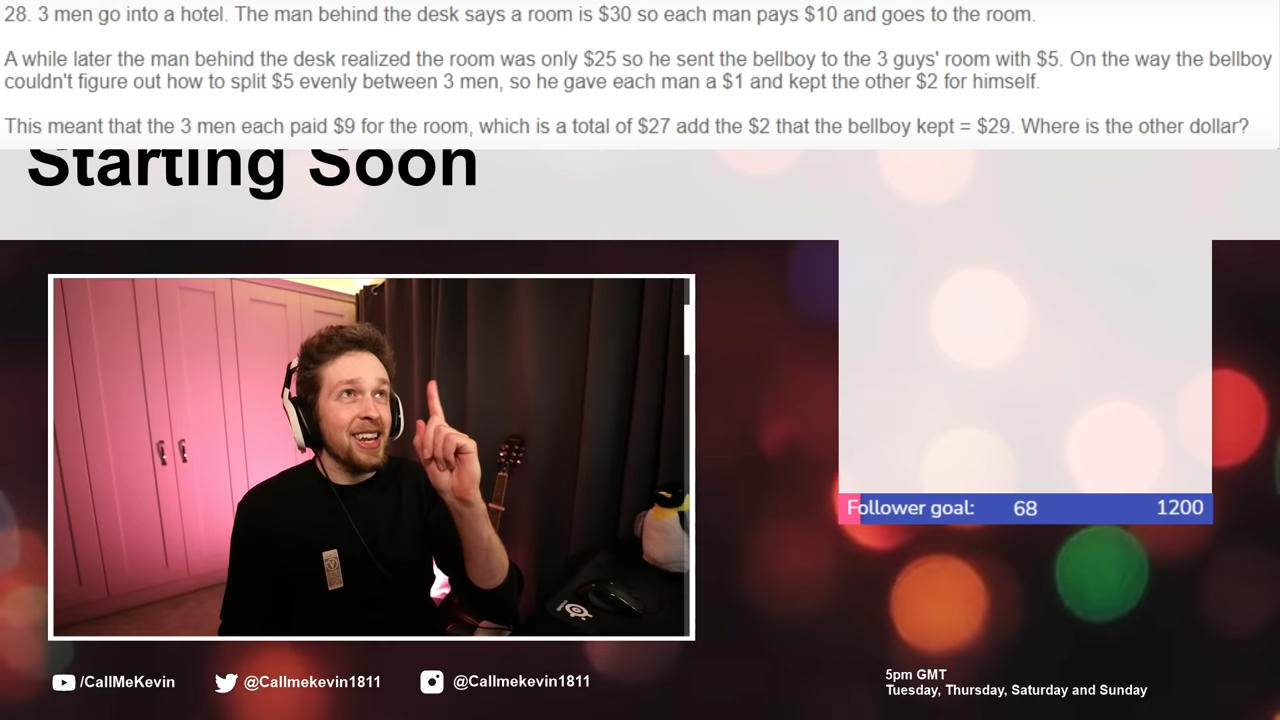 28. 3 men go into a hotel. The man behind the desk says a room is $30 so each man pays $10 and goes to the room.
A while later the man behind the desk realized the room was only $25 so he sent the bellboy to the 3 guys' room with $5. On the way the bellboy
couldn't figure out how to split $5 evenly between 3 men, so he gave each man a $1 and kept the other $2 for himself.
This meant that the 3 men each paid $9 for the room, which is a total of $27 add the $2 that the bellboy kept = $29. Where is the other dollar?
Starting Soon
Follower goal: 68 1200
/CallMeKevin @Callmekevin1811 @Callmekevin1811
5pm GMT
Tuesday, Thursday, Saturday and Sunday